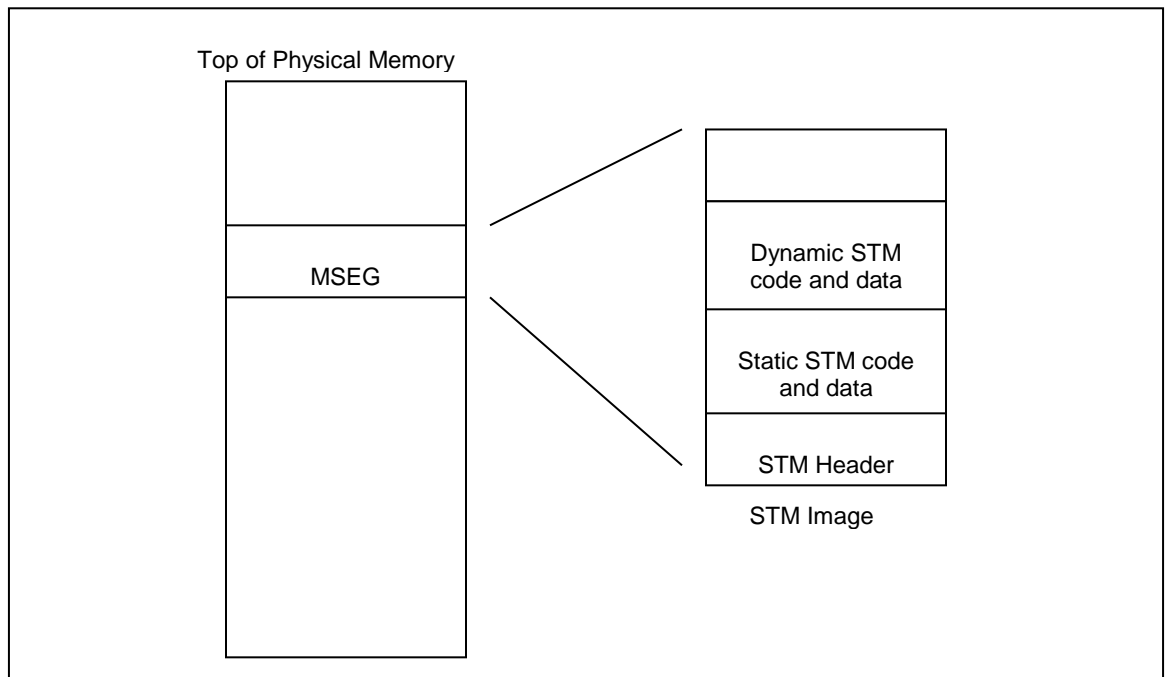 Top of Physical Memory
MSEG
Dynamic STM
code and data
Static STM code
and data
STM Header
STM Image